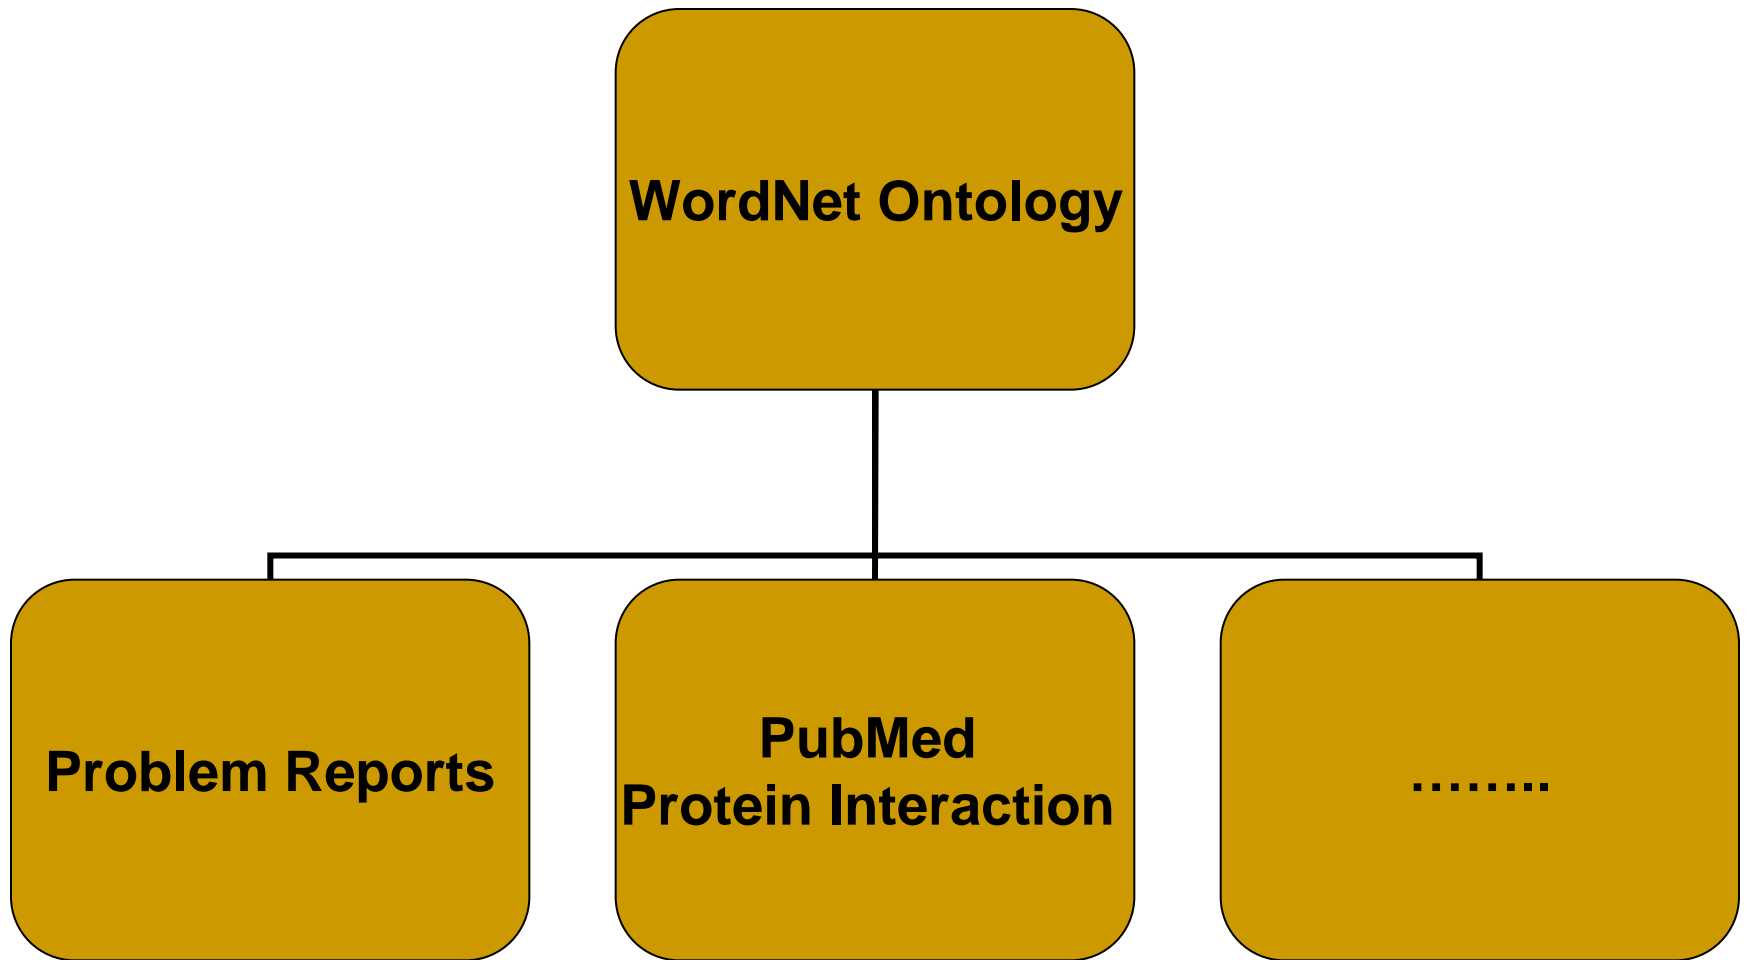 WordNet Ontology
Problem Reports
PubMed
Protein Interaction
……..